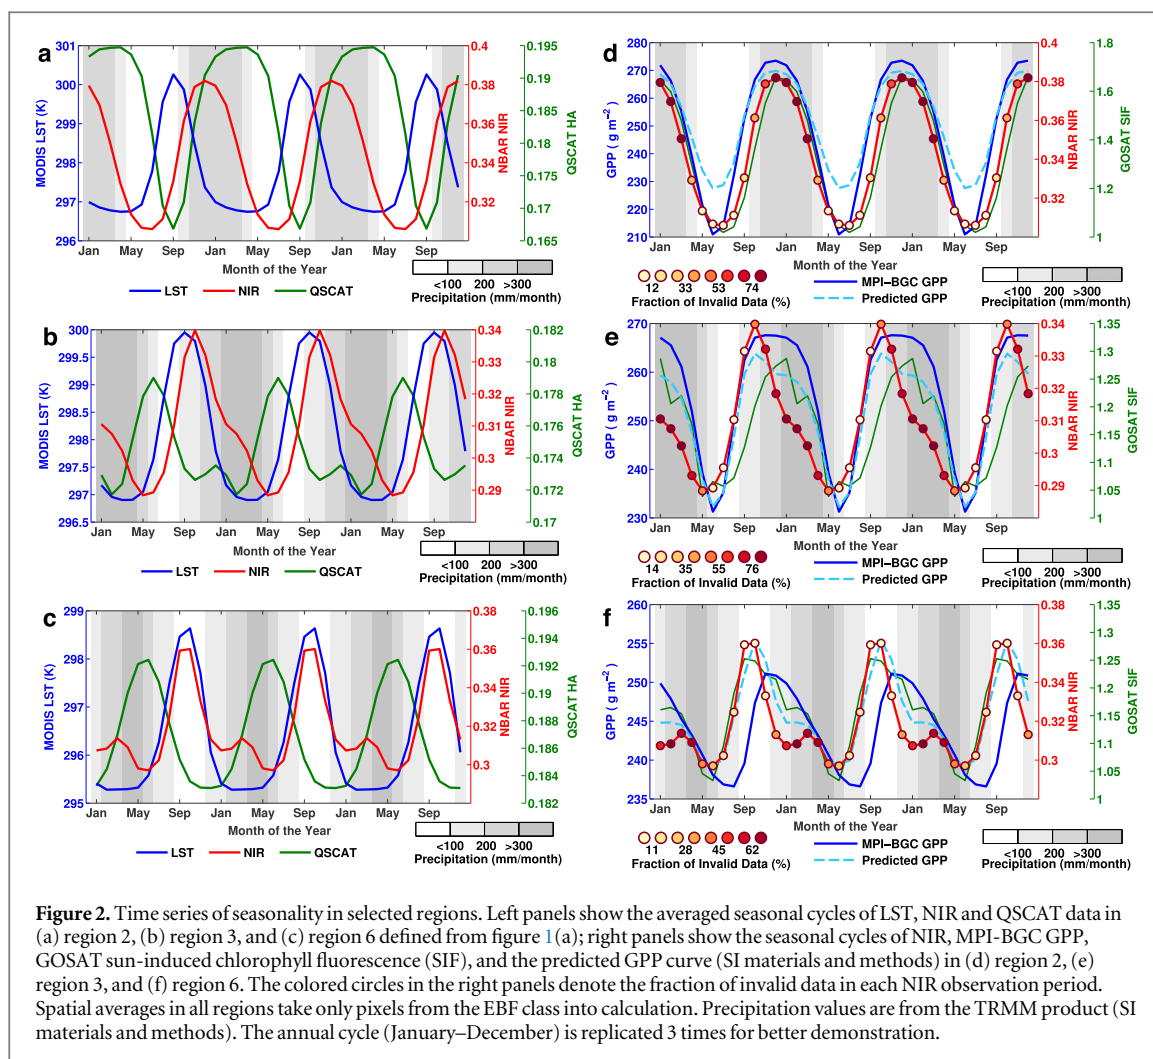 a
301
300
299
298
297
296
MODIS LST (K)
0.4
0.38
0.36
0.34
0.32
NBAR NIR
0.195
0.19
0.185
0.18
0.175
0.17
0.165
QSCAT HA
Jan May Sep Jan May Sep Jan May Sep
Month of the Year
LST NIR QSCAT
<100 200 >300
Precipitation (mm/month)
d
280
270
260
250
240
230
220
210
GPP ( g m⁻²)
0.4
0.38
0.36
0.34
0.32
NBAR NIR
1.8
1.6
1.4
1.2
1
GOSAT SIF
Jan May Sep Jan May Sep Jan May Sep
Month of the Year
12 33 53 74
Fraction of Invalid Data (%)
MPI–BGC GPP
Predicted GPP
<100 200 >300
Precipitation (mm/month)
b
300
299.5
299
298.5
298
297.5
297
296.5
MODIS LST (K)
0.34
0.33
0.32
0.31
0.3
0.29
NBAR NIR
0.182
0.18
0.178
0.176
0.174
0.172
0.17
QSCAT HA
Jan May Sep Jan May Sep Jan May Sep
Month of the Year
LST NIR QSCAT
<100 200 >300
Precipitation (mm/month)
e
270
260
250
240
230
GPP ( g m⁻²)
0.34
0.33
0.32
0.31
0.3
0.29
NBAR NIR
1.35
1.3
1.25
1.2
1.15
1.1
1.05
1
GOSAT SIF
Jan May Sep Jan May Sep Jan May Sep
Month of the Year
14 35 55 76
Fraction of Invalid Data (%)
MPI–BGC GPP
Predicted GPP
<100 200 >300
Precipitation (mm/month)
c
299
298
297
296
295
MODIS LST (K)
0.38
0.36
0.34
0.32
0.3
NBAR NIR
0.196
0.194
0.192
0.19
0.188
0.186
0.184
0.182
QSCAT HA
Jan May Sep Jan May Sep Jan May Sep
Month of the Year
LST NIR QSCAT
<100 200 >300
Precipitation (mm/month)
f
260
255
250
245
240
235
GPP ( g m⁻²)
0.38
0.36
0.34
0.32
0.3
NBAR NIR
1.35
1.3
1.25
1.2
1.15
1.1
1.05
1
GOSAT SIF
Jan May Sep Jan May Sep Jan May Sep
Month of the Year
11 28 45 62
Fraction of Invalid Data (%)
MPI–BGC GPP
Predicted GPP
<100 200 >300
Precipitation (mm/month)
Figure 2. Time series of seasonality in selected regions. Left panels show the averaged seasonal cycles of LST, NIR and QSCAT data in
(a) region 2, (b) region 3, and (c) region 6 defined from figure 1(a); right panels show the seasonal cycles of NIR, MPI-BGC GPP,
GOSAT sun-induced chlorophyll fluorescence (SIF), and the predicted GPP curve (SI materials and methods) in (d) region 2, (e)
region 3, and (f) region 6. The colored circles in the right panels denote the fraction of invalid data in each NIR observation period.
Spatial averages in all regions take only pixels from the EBF class into calculation. Precipitation values are from the TRMM product (SI
materials and methods). The annual cycle (January–December) is replicated 3 times for better demonstration.